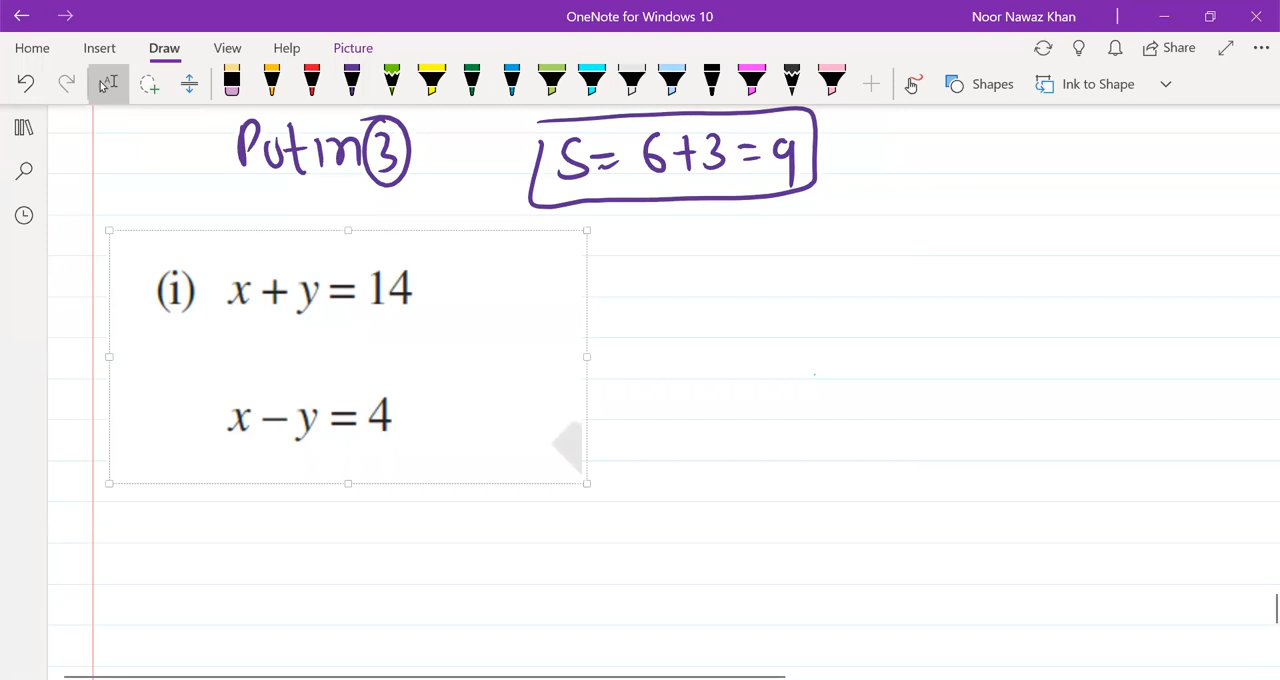 OneNote for Windows 10
Noor Nawaz Khan
Home Insert Draw View Help Picture
Share
Shapes Ink to Shape
Put in ③
S = 6+3 = 9
(i) x + y = 14
x − y = 4